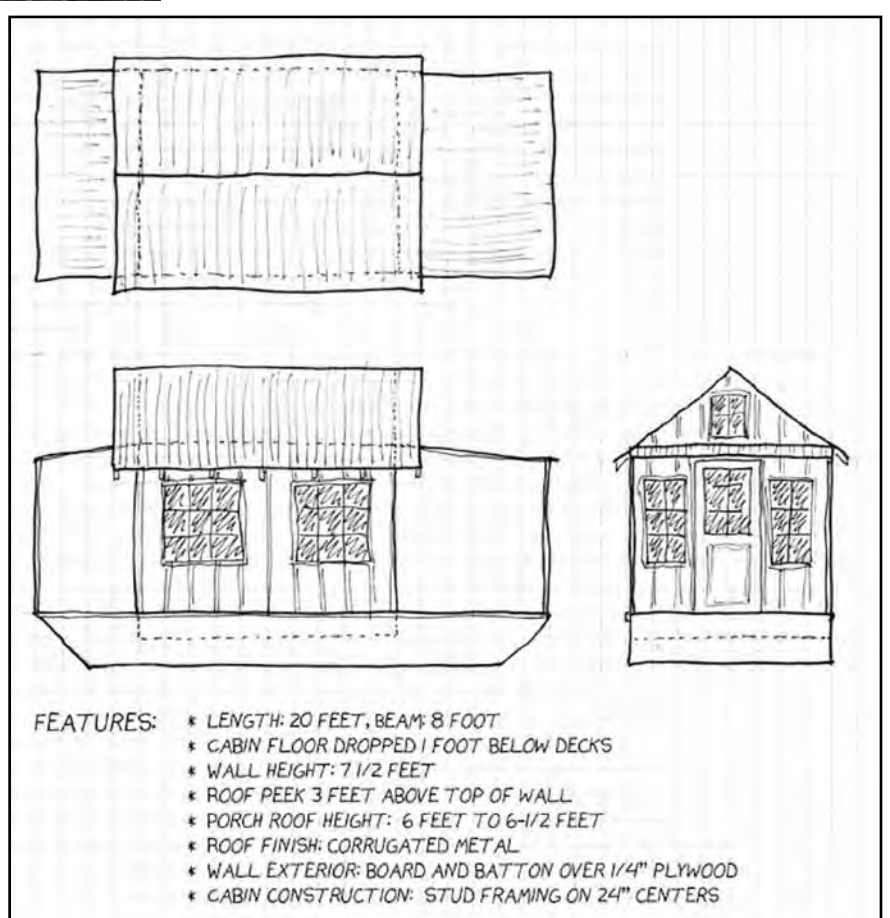 FEATURES: * LENGTH: 20 FEET, BEAM: 8 FOOT
* CABIN FLOOR DROPPED 1 FOOT BELOW DECKS
* WALL HEIGHT: 7 1/2 FEET
* ROOF PEEK 3 FEET ABOVE TOP OF WALL
* PORCH ROOF HEIGHT: 6 FEET TO 6-1/2 FEET
* ROOF FINISH: CORRUGATED METAL
* WALL EXTERIOR: BOARD AND BATTON OVER 1/4" PLYWOOD
* CABIN CONSTRUCTION: STUD FRAMING ON 24" CENTERS